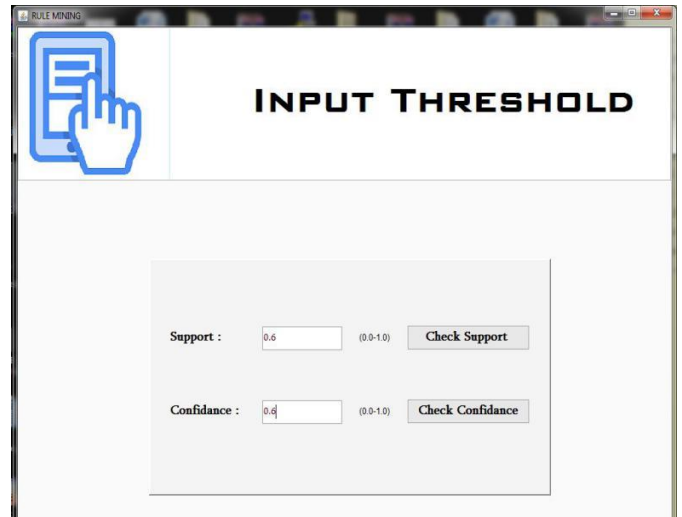 RULE MINING
INPUT THRESHOLD
Support : 0.6 (0.0-1.0) Check Support
Confidance : 0.6 (0.0-1.0) Check Confidance